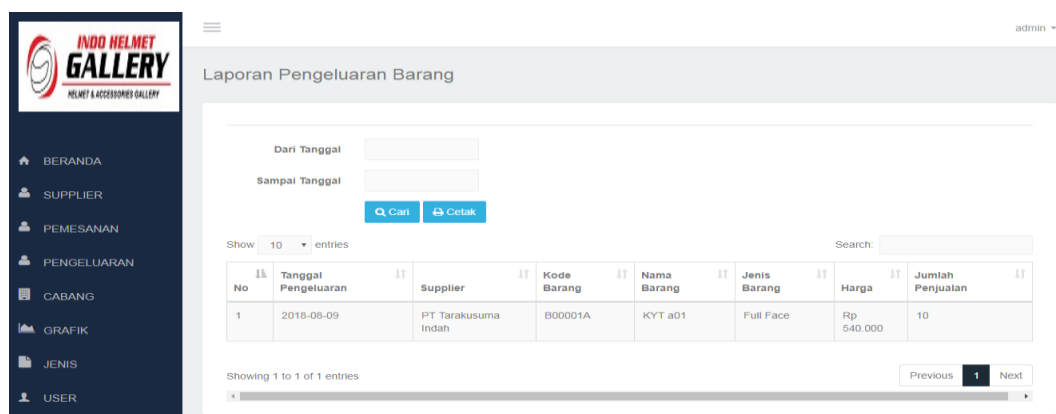 INDO HELMET
GALLERY
HELMET & ACCESSORIES GALLERY
admin
Laporan Pengeluaran Barang
BERANDA
SUPPLIER
PEMESANAN
PENGELUARAN
CABANG
GRAFIK
JENIS
USER
Dari Tanggal
Sampai Tanggal
Cari Cetak
Show 10 entries Search:
No Tanggal Pengeluaran Supplier Kode Barang Nama Barang Jenis Barang Harga Jumlah Penjualan
1 2018-08-09 PT Tarakusuma Indah B00001A KYT a01 Full Face Rp 540.000 10
Showing 1 to 1 of 1 entries
Previous 1 Next